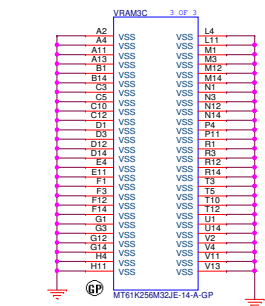 VRAM3C 3 OF 3
A2 VSS VSS L4
A4 VSS VSS L11
A11 VSS VSS M1
A13 VSS VSS M3
B1 VSS VSS M12
B14 VSS VSS M14
C3 VSS VSS N1
C5 VSS VSS N3
C10 VSS VSS N12
C12 VSS VSS N14
D1 VSS VSS P4
D3 VSS VSS P11
D12 VSS VSS R1
D14 VSS VSS R3
E4 VSS VSS R12
E11 VSS VSS R14
F1 VSS VSS T3
F3 VSS VSS T5
F12 VSS VSS T10
F14 VSS VSS T12
G1 VSS VSS U1
G3 VSS VSS U14
G12 VSS VSS V2
G14 VSS VSS V4
H4 VSS VSS V11
H11 VSS VSS V13
GP
MT61K256M32JE-14-A-GP